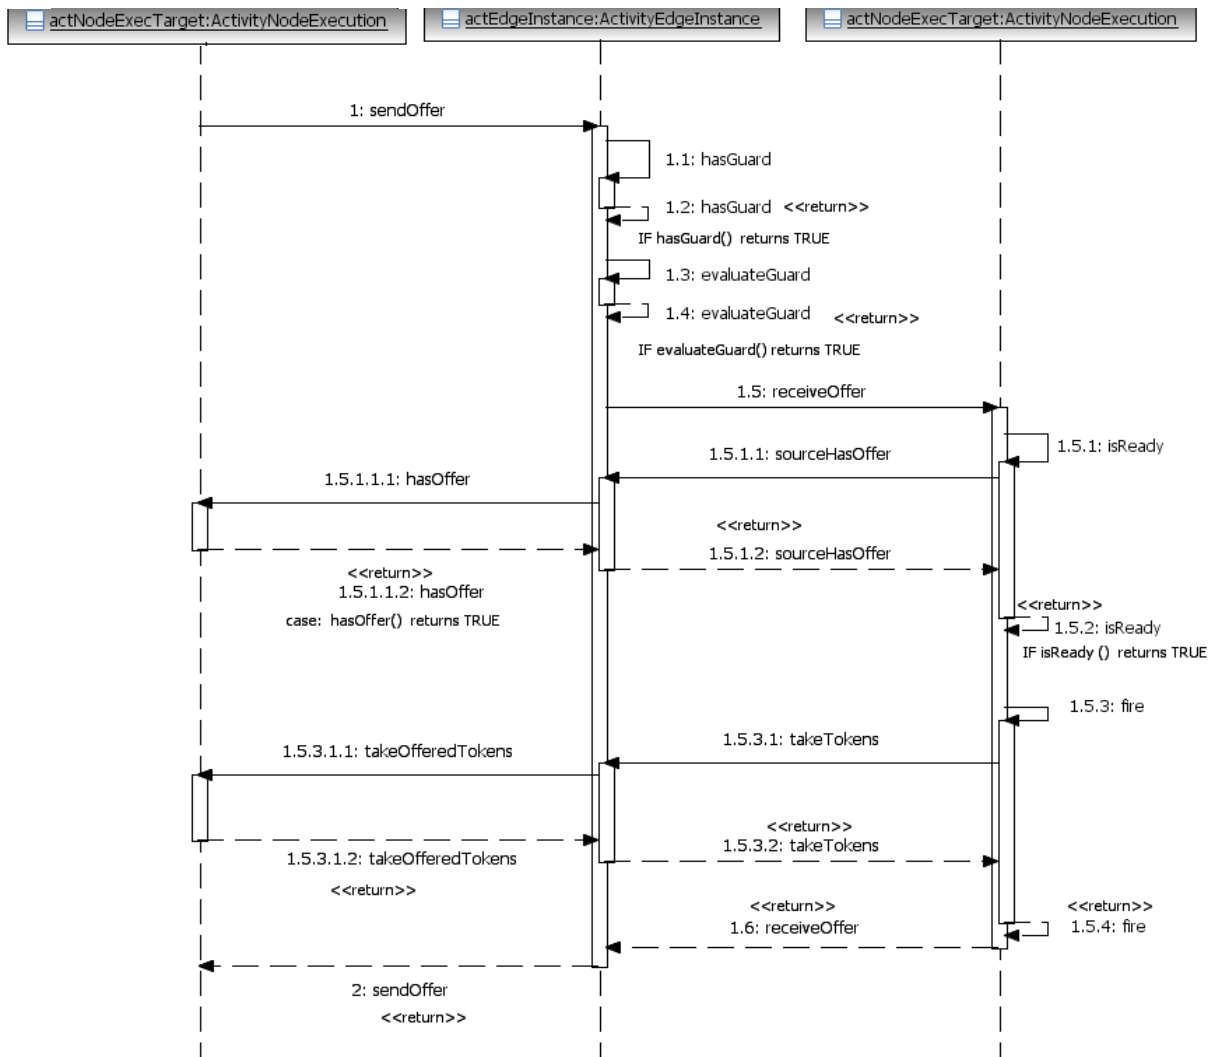 actNodeExecTarget:ActivityNodeExecution
actEdgeInstance:ActivityEdgeInstance
actNodeExecTarget:ActivityNodeExecution
1: sendOffer
1.1: hasGuard
1.2: hasGuard <<return>>
IF hasGuard() returns TRUE
1.3: evaluateGuard
1.4: evaluateGuard <<return>>
IF evaluateGuard() returns TRUE
1.5: receiveOffer
1.5.1: isReady
1.5.1.1: sourceHasOffer
1.5.1.1.1: hasOffer
<<return>>
1.5.1.2: sourceHasOffer
<<return>>
1.5.1.1.2: hasOffer
case: hasOffer() returns TRUE
<<return>>
1.5.2: isReady
IF isReady () returns TRUE
1.5.3: fire
1.5.3.1: takeTokens
1.5.3.1.1: takeOfferedTokens
<<return>>
1.5.3.2: takeTokens
1.5.3.1.2: takeOfferedTokens
<<return>>
<<return>>
1.5.4: fire
<<return>>
1.6: receiveOffer
2: sendOffer
<<return>>